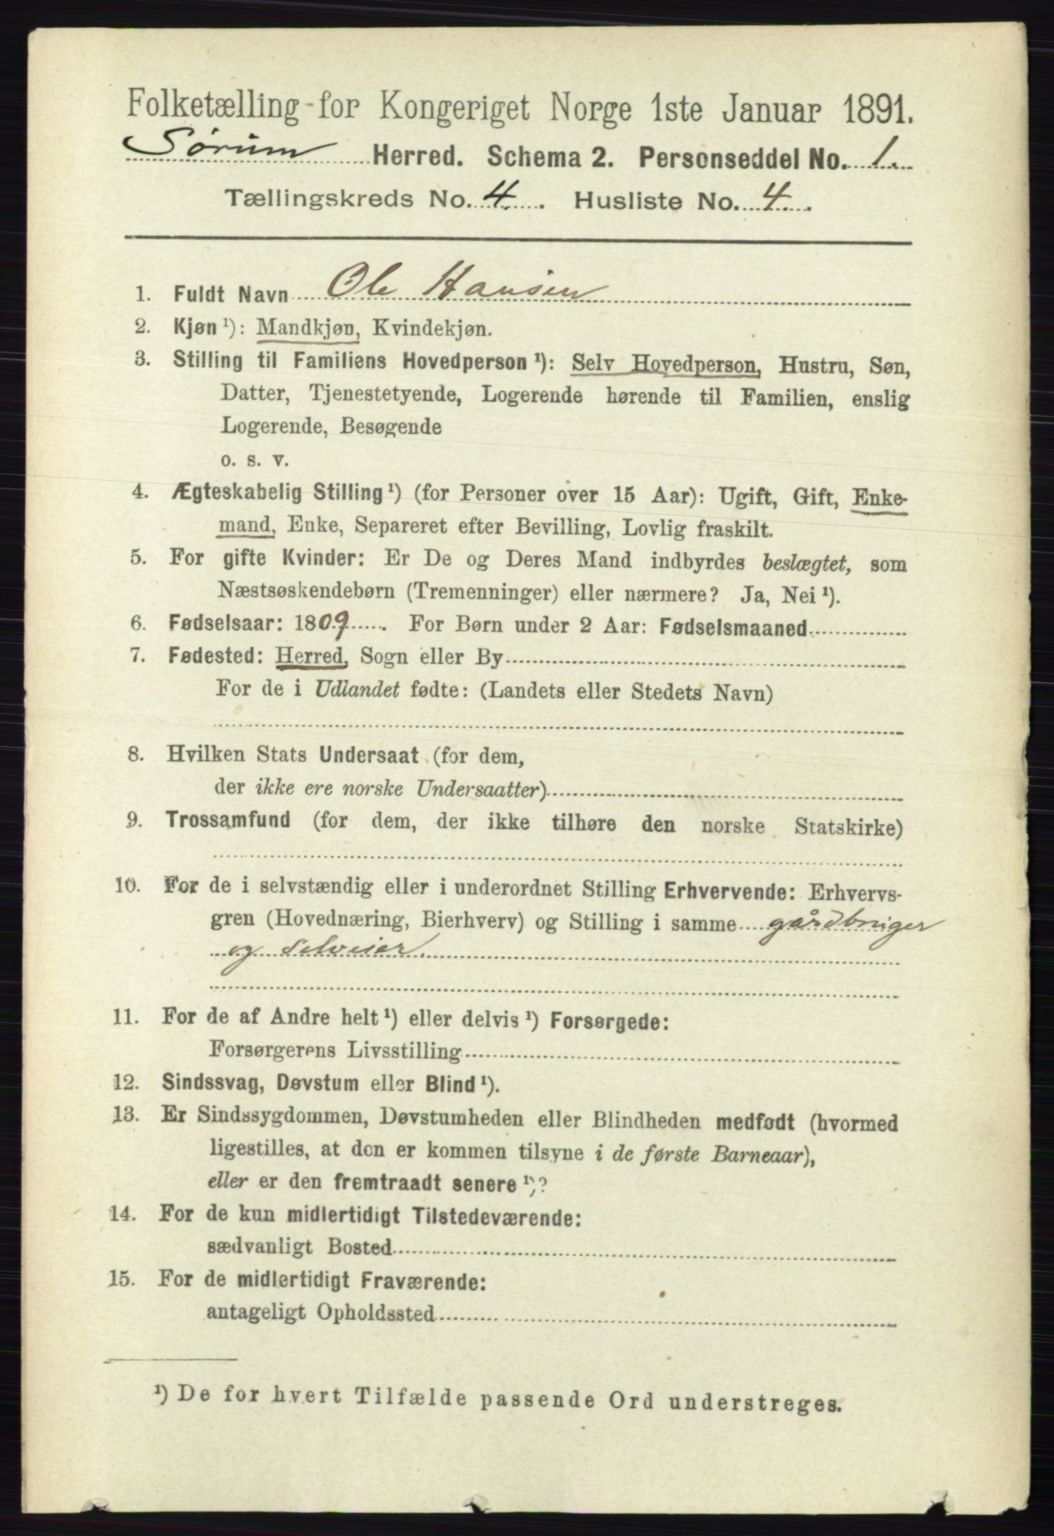 Folketælling for Kongeriget Norge 1ste Januar 1891.
Sørum Herred. Schema 2. Personseddel No. 1.
Tællingskreds No. 4. Husliste No. 4.
1. Fuldt Navn Ole Hansen
2. Kjøn ¹): Mandkjøn, Kvindekjøn.
3. Stilling til Familiens Hovedperson ¹): Selv Hovedperson, Hustru, Søn,
Datter, Tjenestetyende, Logerende hørende til Familien, enslig
Logerende, Besøgende
o. s. v.
4. Ægteskabelig Stilling ¹) (for Personer over 15 Aar): Ugift, Gift, Enke-
mand, Enke, Separeret efter Bevilling, Lovlig fraskilt.
5. For gifte Kvinder: Er De og Deres Mand indbyrdes beslægtet, som
Næstsøskendebørn (Tremenninger) eller nærmere? Ja, Nei ¹).
6. Fødselsaar: 1809. For Børn under 2 Aar: Fødselsmaaned
7. Fødested: Herred, Sogn eller By
For de i Udlandet fødte: (Landets eller Stedets Navn)
8. Hvilken Stats Undersaat (for dem,
der ikke ere norske Undersaatter)
9. Trossamfund (for dem, der ikke tilhøre den norske Statskirke)
10. For de i selvstændig eller i underordnet Stilling Erhvervende: Erhvervs-
gren (Hovednæring, Bierhverv) og Stilling i samme gårdbruger
og selveier.
11. For de af Andre helt ¹) eller delvis ¹) Forsørgede:
Forsørgerens Livsstilling
12. Sindssvag, Døvstum eller Blind ¹).
13. Er Sindssygdommen, Døvstumheden eller Blindheden medfødt (hvormed
ligestilles, at den er kommen tilsyne i de første Barneaar),
eller er den fremtraadt senere ¹)?
14. For de kun midlertidigt Tilstedeværende:
sædvanligt Bosted
15. For de midlertidigt Fraværende:
antageligt Opholdssted
¹) De for hvert Tilfælde passende Ord understreges.